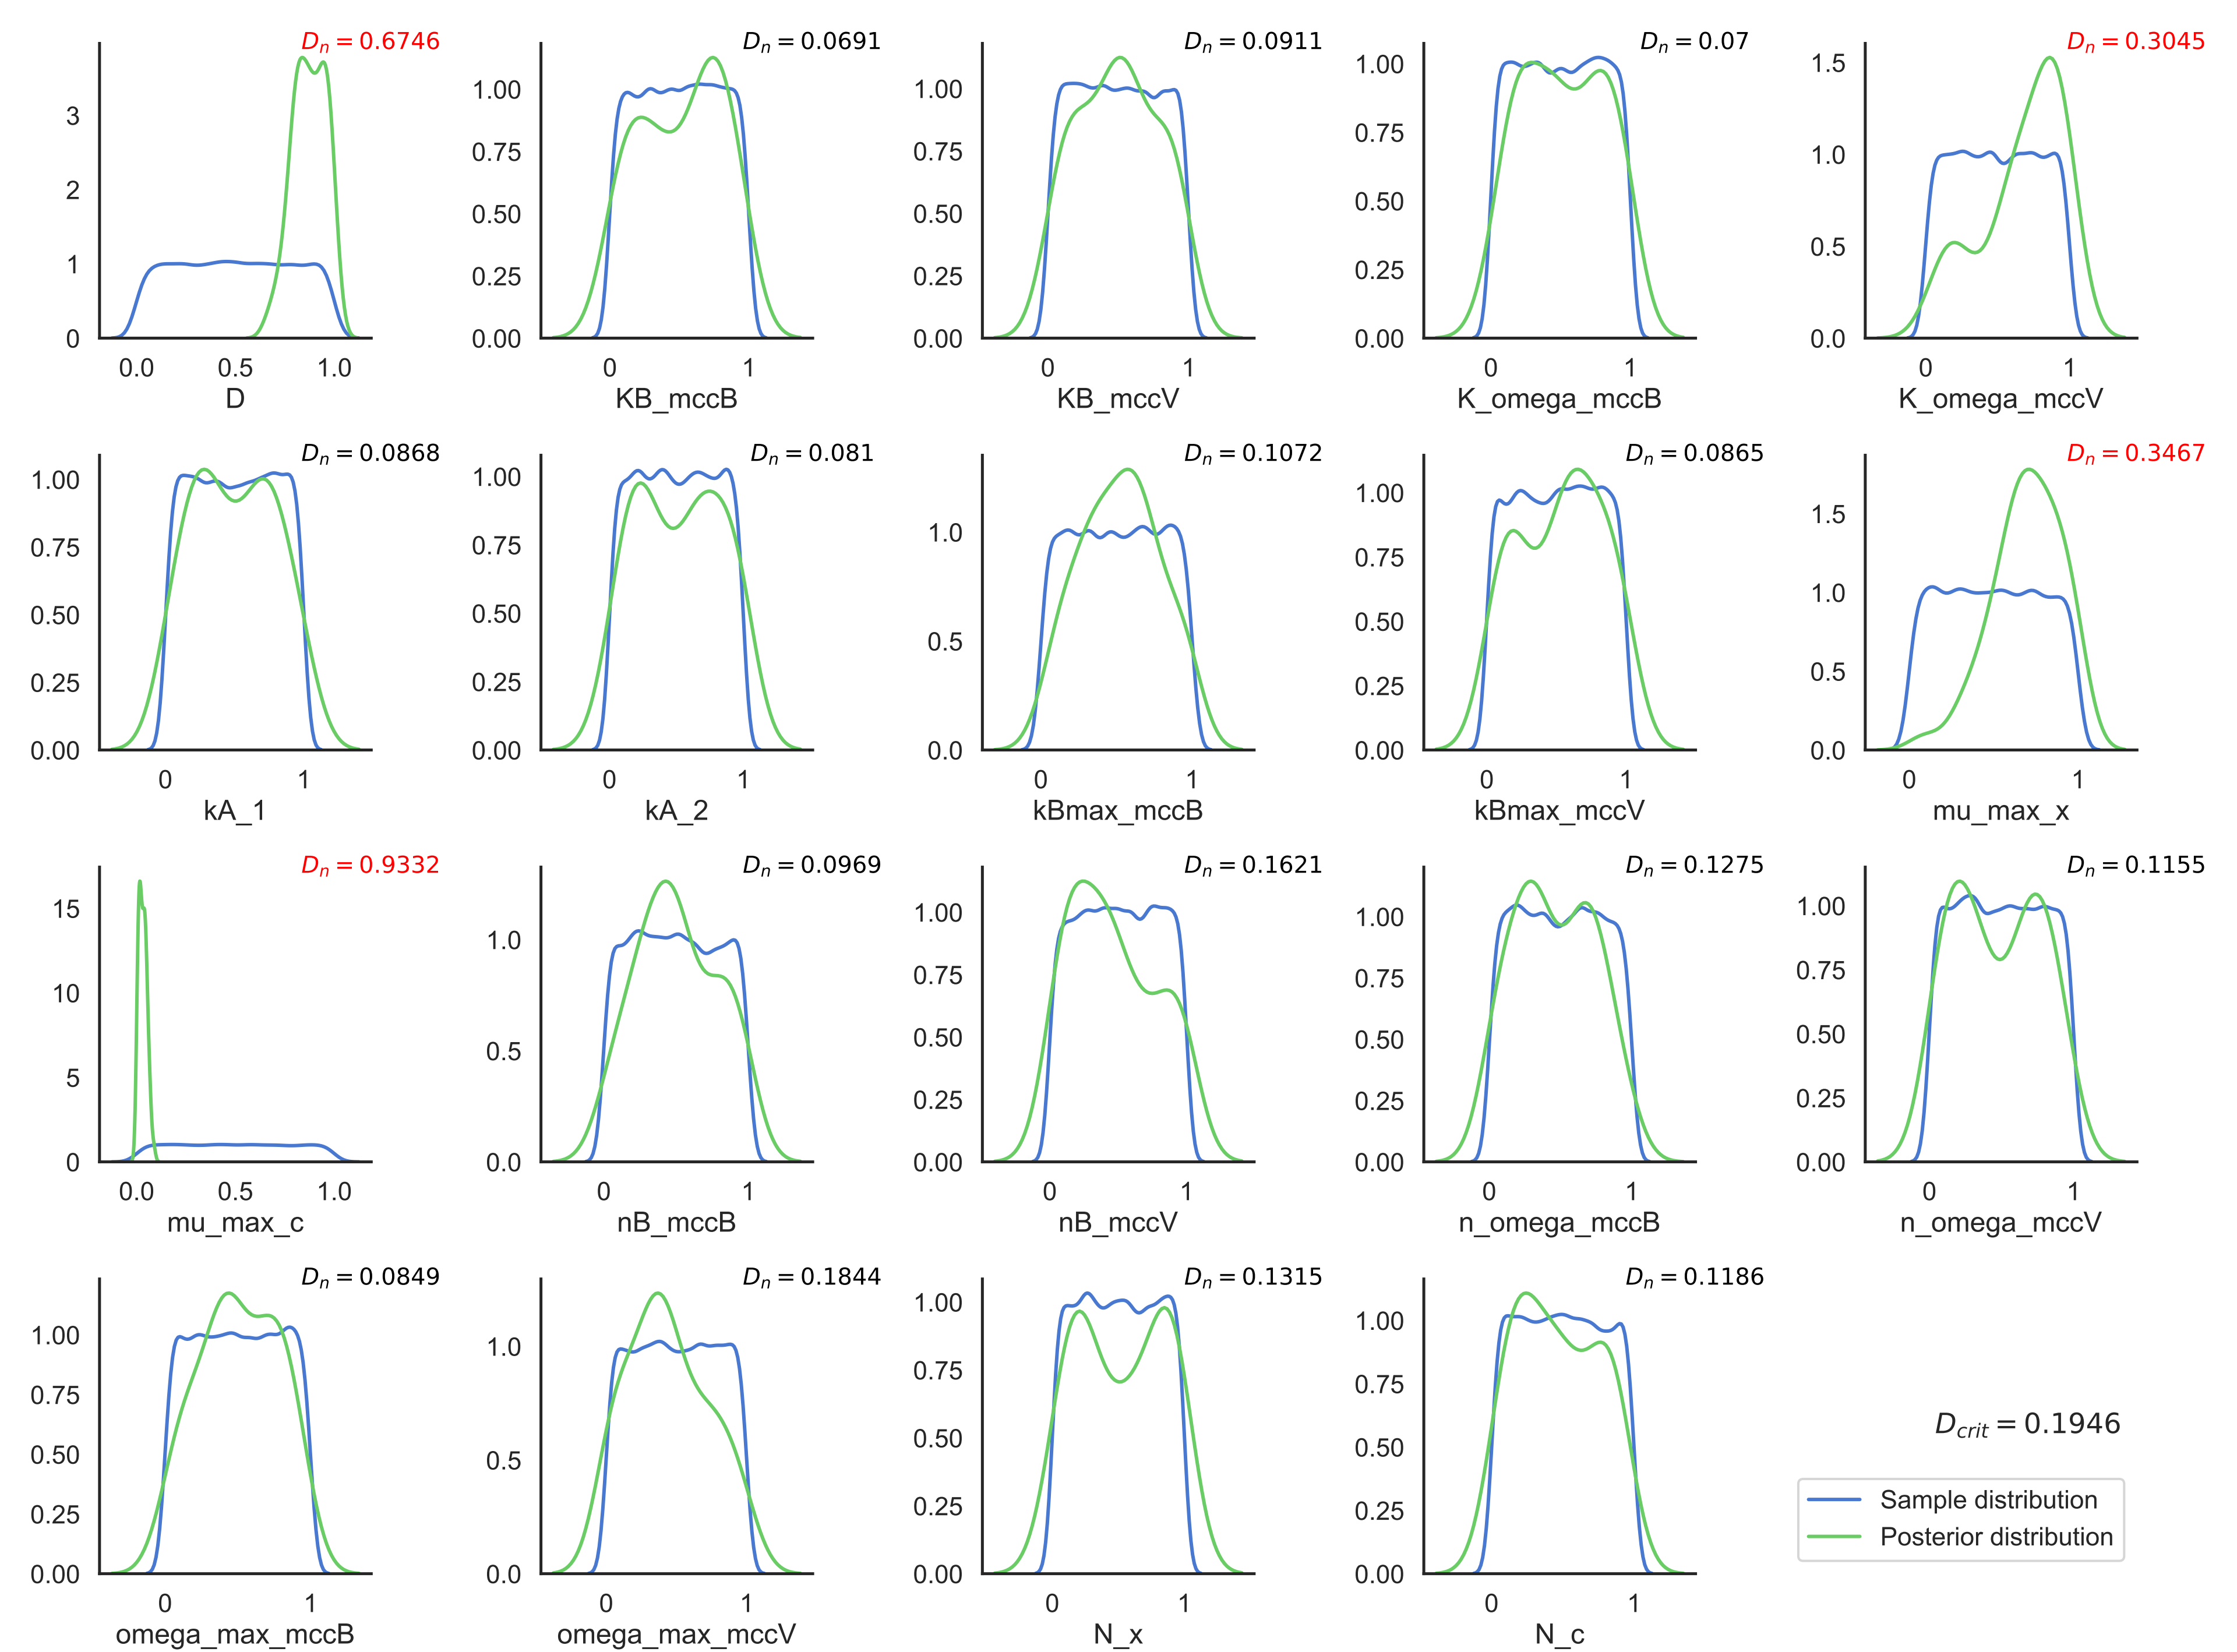 D_n = 0.6746
3
2
1
0
0.0 0.5 1.0
D
D_n = 0.0691
1.00
0.75
0.50
0.25
0.00
0 1
KB_mccB
D_n = 0.0911
1.00
0.75
0.50
0.25
0.00
0 1
KB_mccV
D_n = 0.07
1.00
0.75
0.50
0.25
0.00
0 1
K_omega_mccB
D_n = 0.3045
1.5
1.0
0.5
0.0
0 1
K_omega_mccV
D_n = 0.0868
1.00
0.75
0.50
0.25
0.00
0 1
kA_1
D_n = 0.081
1.00
0.75
0.50
0.25
0.00
0 1
kA_2
D_n = 0.1072
1.0
0.5
0.0
0 1
kBmax_mccB
D_n = 0.0865
1.00
0.75
0.50
0.25
0.00
0 1
kBmax_mccV
D_n = 0.3467
1.5
1.0
0.5
0.0
0 1
mu_max_x
D_n = 0.9332
15
10
5
0
0.0 0.5 1.0
mu_max_c
D_n = 0.0969
1.0
0.5
0.0
0 1
nB_mccB
D_n = 0.1621
1.00
0.75
0.50
0.25
0.00
0 1
nB_mccV
D_n = 0.1275
1.00
0.75
0.50
0.25
0.00
0 1
n_omega_mccB
D_n = 0.1155
1.00
0.75
0.50
0.25
0.00
0 1
n_omega_mccV
D_n = 0.0849
1.00
0.75
0.50
0.25
0.00
0 1
omega_max_mccB
D_n = 0.1844
1.0
0.5
0.0
0 1
omega_max_mccV
D_n = 0.1315
1.00
0.75
0.50
0.25
0.00
0 1
N_x
D_n = 0.1186
1.00
0.75
0.50
0.25
0.00
0 1
N_c
D_crit = 0.1946
Sample distribution
Posterior distribution